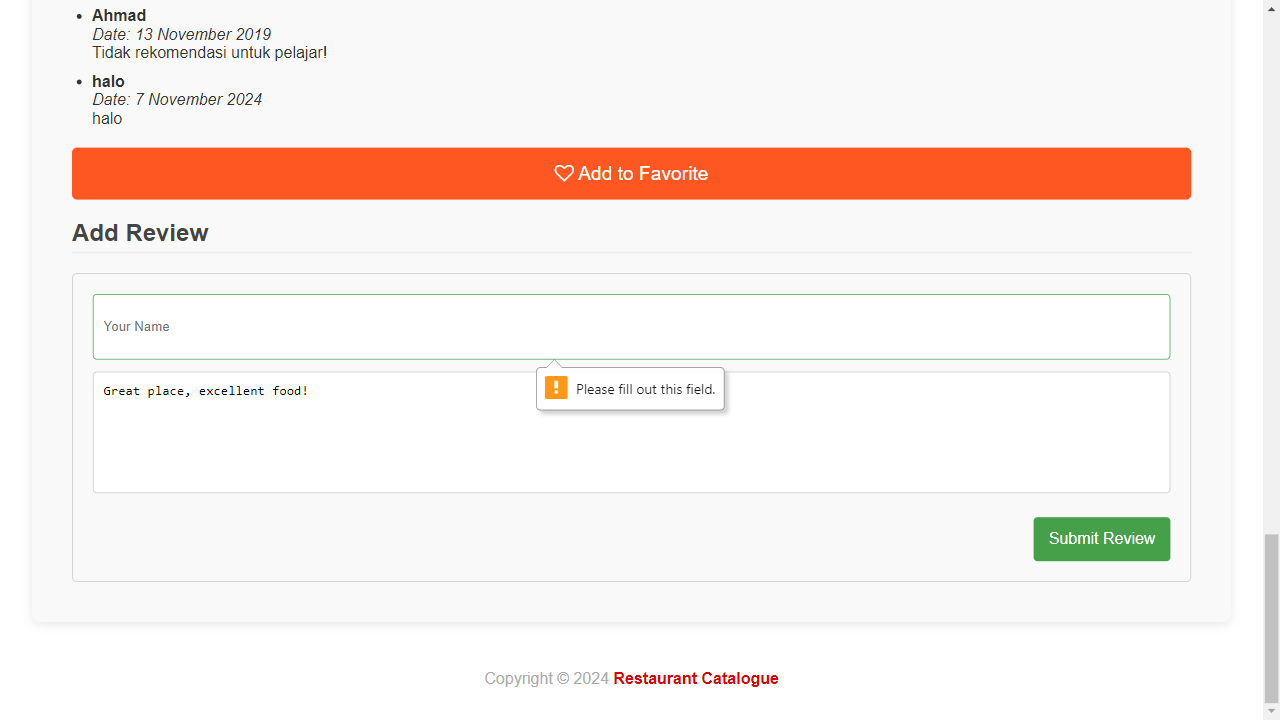 Ahmad
Date: 13 November 2019
Tidak rekomendasi untuk pelajar!
halo
Date: 7 November 2024
halo
Add to Favorite
Add Review
Your Name
Please fill out this field.
Great place, excellent food!
Submit Review
Copyright © 2024 Restaurant Catalogue